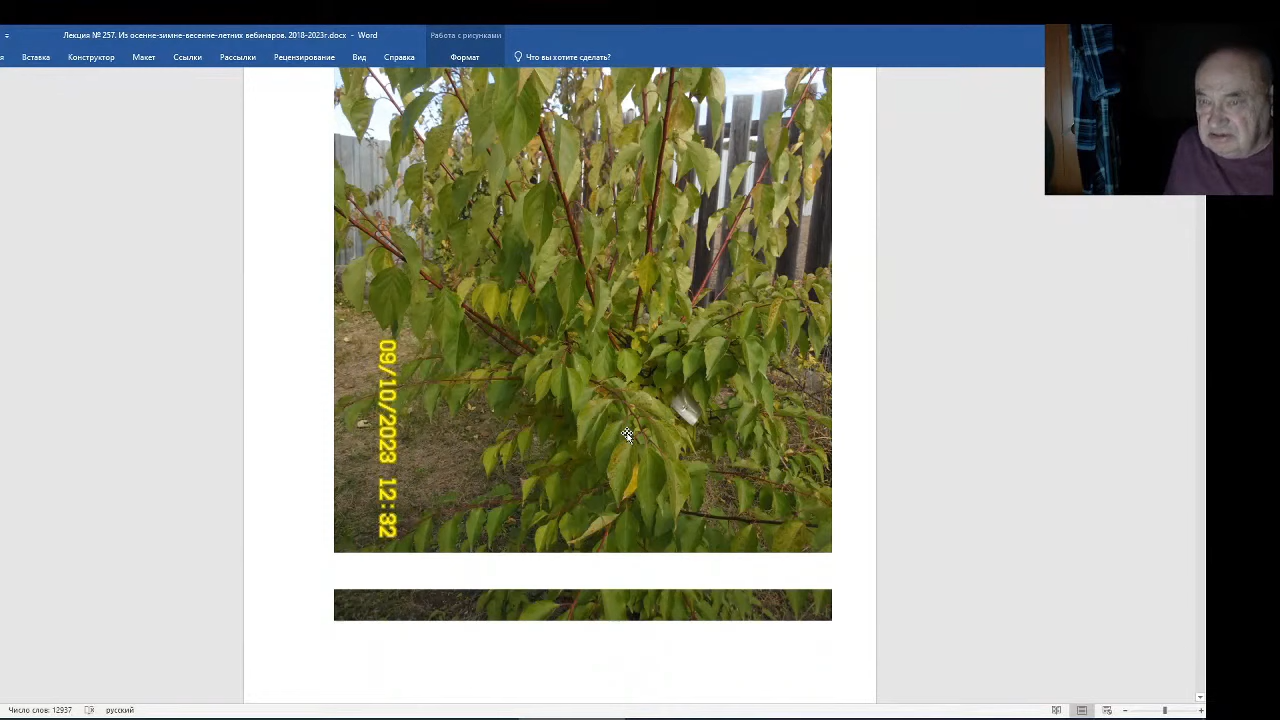 Лекция № 257. Из осенне-зимне-весенне-летних вебинаров. 2018-2023г.docx - Word
Работа с рисунками
я Вставка Конструктор Макет Ссылки Рассылки Рецензирование Вид Справка Формат Что вы хотите сделать?
09/10/2023 12:32
Число слов: 12937 русский